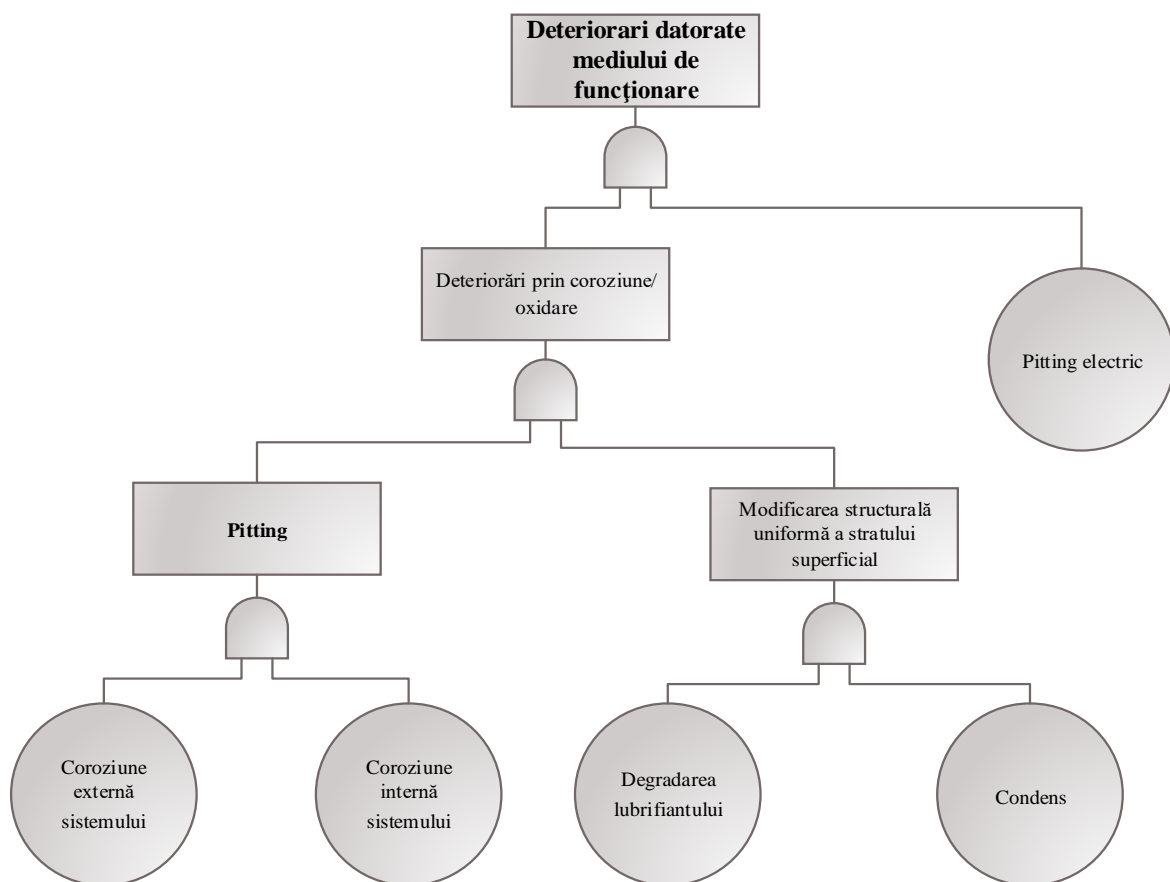 Deteriorari datorate
mediului de
funcţionare
Deteriorări prin coroziune/
oxidare
Pitting electric
Pitting
Modificarea structurală
uniformă a stratului
superficial
Coroziune
externă
sistemului
Coroziune
internă
sistemului
Degradarea
lubrifiantului
Condens